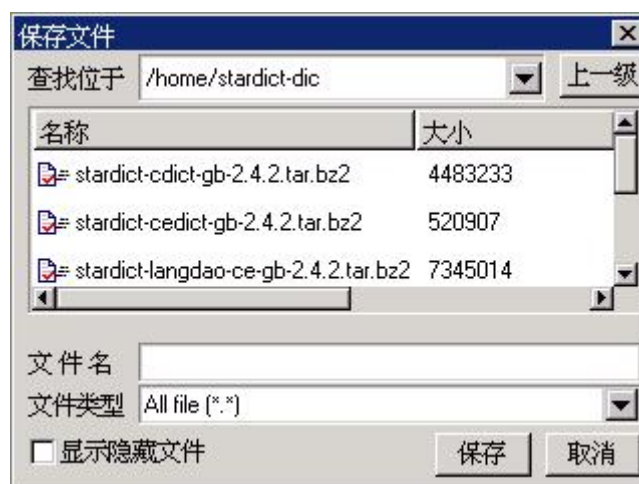 保存文件
查找位于 /home/stardict-dic 上一级
名称 大小
stardict-cdict-gb-2.4.2.tar.bz2 4483233
stardict-cedict-gb-2.4.2.tar.bz2 520907
stardict-langdao-ce-gb-2.4.2.tar.bz2 7345014
文件名
文件类型 All file (*.*)
显示隐藏文件 保存 取消